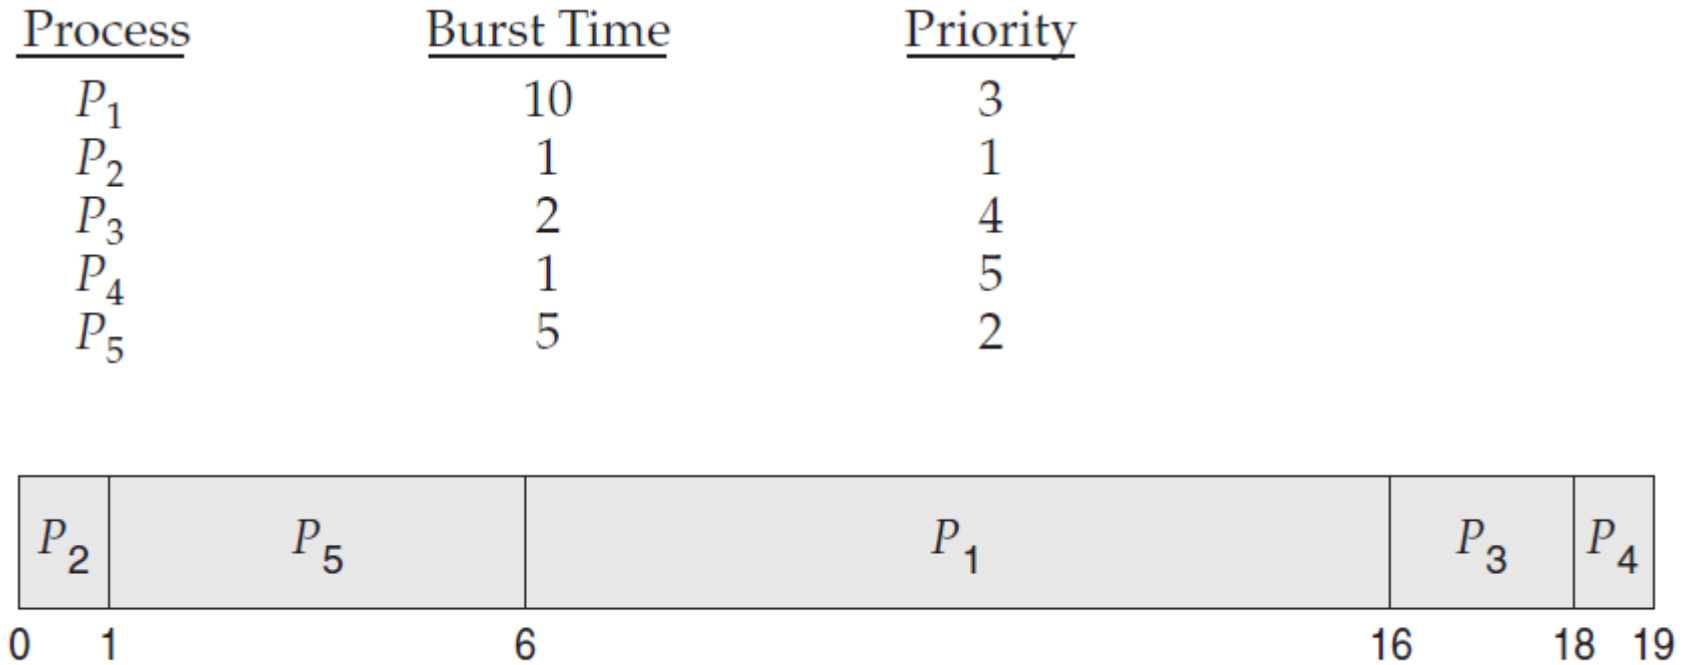 Process Burst Time Priority
P1 10 3
P2 1 1
P3 2 4
P4 1 5
P5 5 2
P2 P5 P1 P3 P4
0 1 6 16 18 19